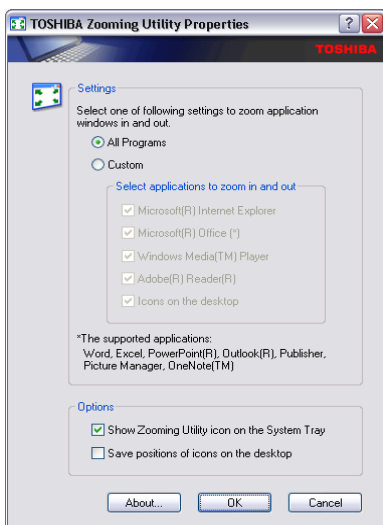 TOSHIBA Zooming Utility Properties
TOSHIBA
Settings
Select one of following settings to zoom application
windows in and out.
All Programs
Custom
Select applications to zoom in and out
Microsoft(R) Internet Explorer
Microsoft(R) Office (*)
Windows Media(TM) Player
Adobe(R) Reader(R)
Icons on the desktop
*The supported applications:
Word, Excel, PowerPoint(R), Outlook(R), Publisher,
Picture Manager, OneNote(TM)
Options
Show Zooming Utility icon on the System Tray
Save positions of icons on the desktop
About... OK Cancel